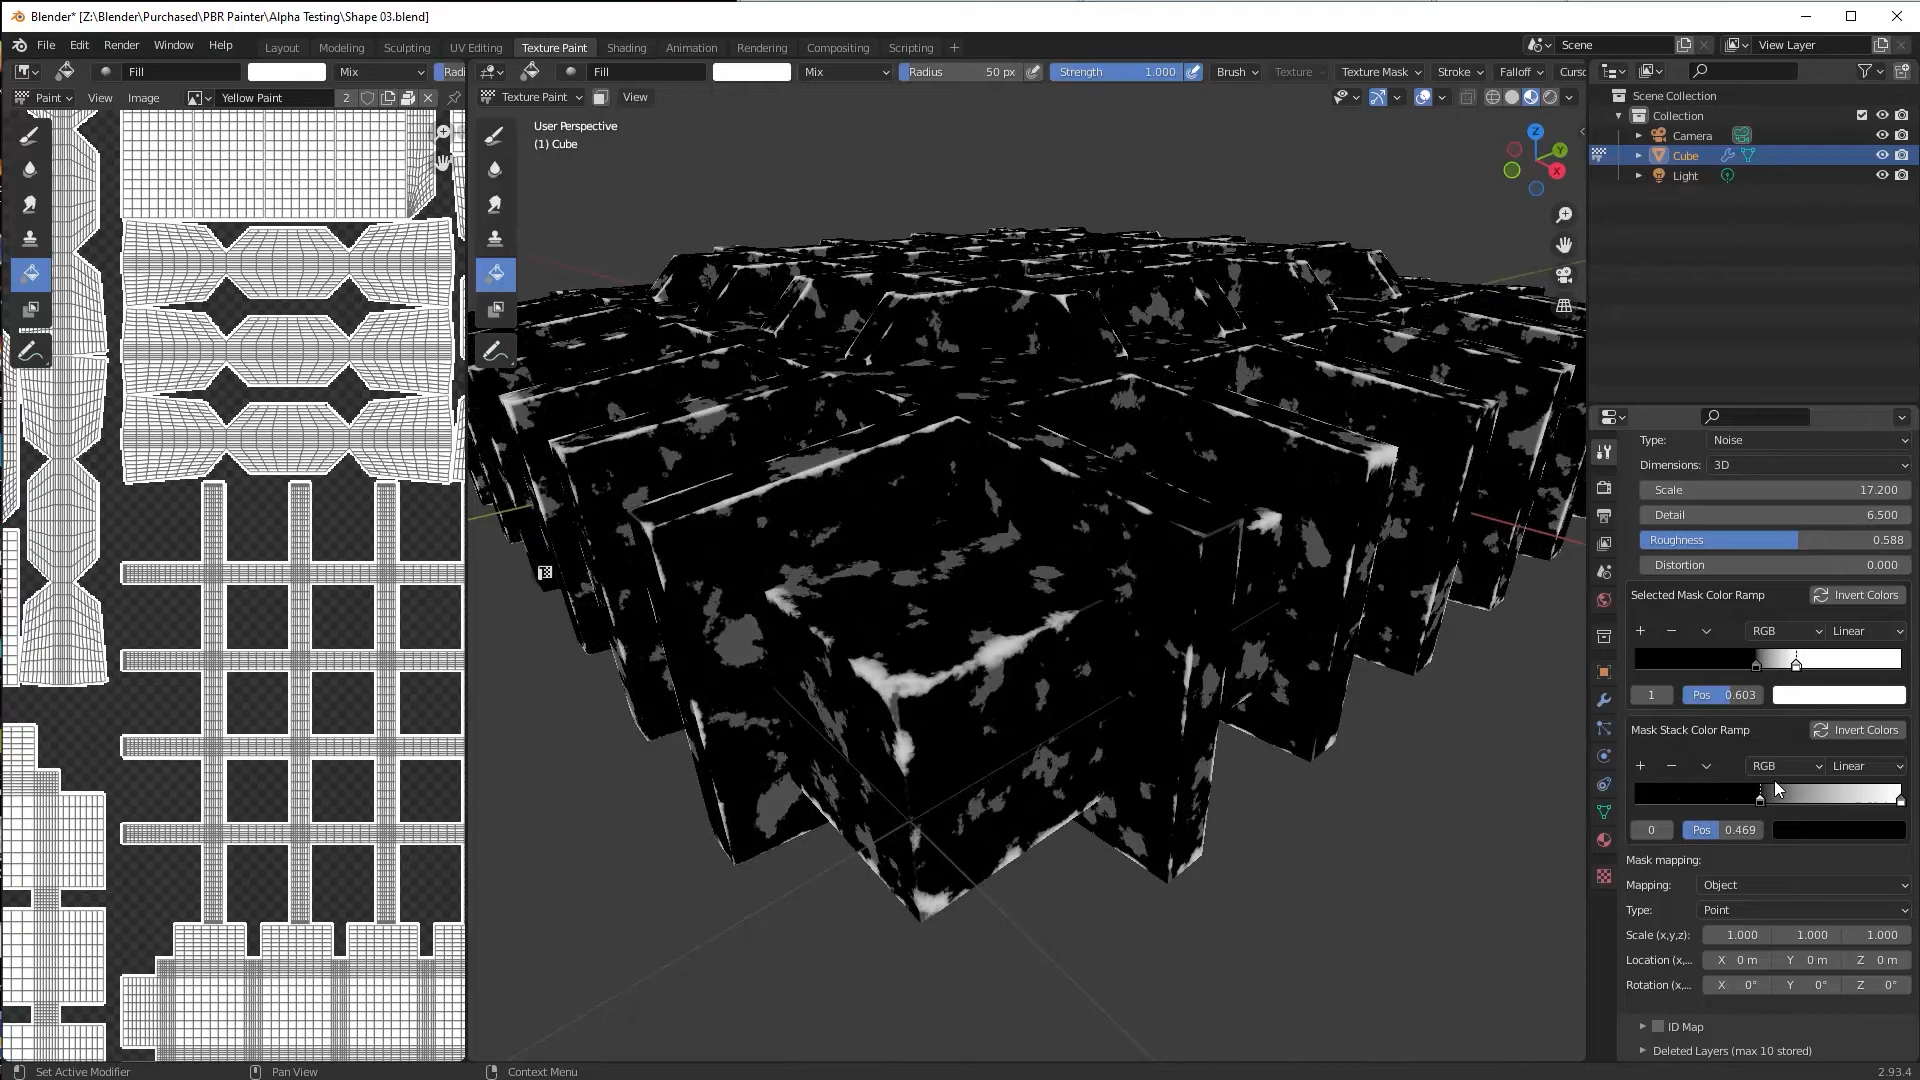 Blender* [Z:\Blender\Purchased\PBR Painter\Alpha Testing\Shape 03.blend]
File Edit Render Window Help Layout Modeling Sculpting UV Editing Texture Paint Shading Animation Rendering Compositing Scripting + Scene View Layer
Fill Mix Radi Fill Mix Radius 50 px Strength 1.000 Brush Texture Texture Mask Stroke Falloff Curso
Paint View Image Yellow Paint 2 Texture Paint View
Scene Collection
Collection
Camera
Cube
Light
User Perspective
(1) Cube
Z
Y
X
Type: Noise
Dimensions: 3D
Scale 17.200
Detail 6.500
Roughness 0.588
Distortion 0.000
Selected Mask Color Ramp Invert Colors
RGB Linear
1 Pos 0.603
Mask Stack Color Ramp Invert Colors
RGB Linear
0 Pos 0.469
Mask mapping:
Mapping: Object
Type: Point
Scale (x,y,z): 1.000 1.000 1.000
Location (x,... X 0 m Y 0 m Z 0 m
Rotation (x,... X 0° Y 0° Z 0°
ID Map
Deleted Layers (max 10 stored)
Set Active Modifier Pan View Context Menu 2.93.4